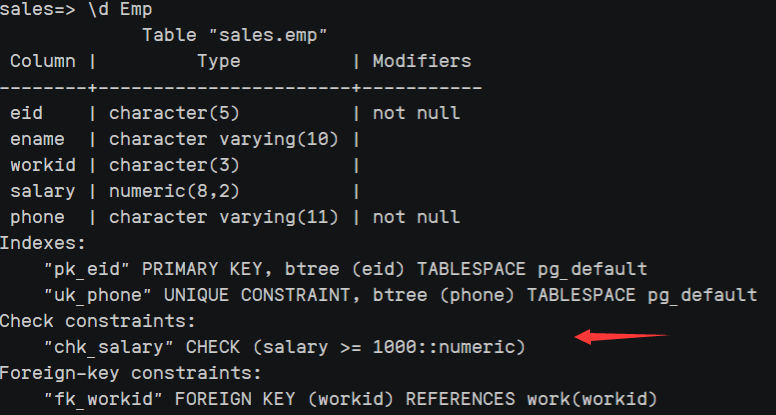 sales=> \d Emp
Table "sales.emp"
Column | Type | Modifiers
--------+-----------------------+-----------
eid | character(5) | not null
ename | character varying(10) |
workid | character(3) |
salary | numeric(8,2) |
phone | character varying(11) | not null
Indexes:
"pk_eid" PRIMARY KEY, btree (eid) TABLESPACE pg_default
"uk_phone" UNIQUE CONSTRAINT, btree (phone) TABLESPACE pg_default
Check constraints:
"chk_salary" CHECK (salary >= 1000::numeric)
Foreign-key constraints:
"fk_workid" FOREIGN KEY (workid) REFERENCES work(workid)